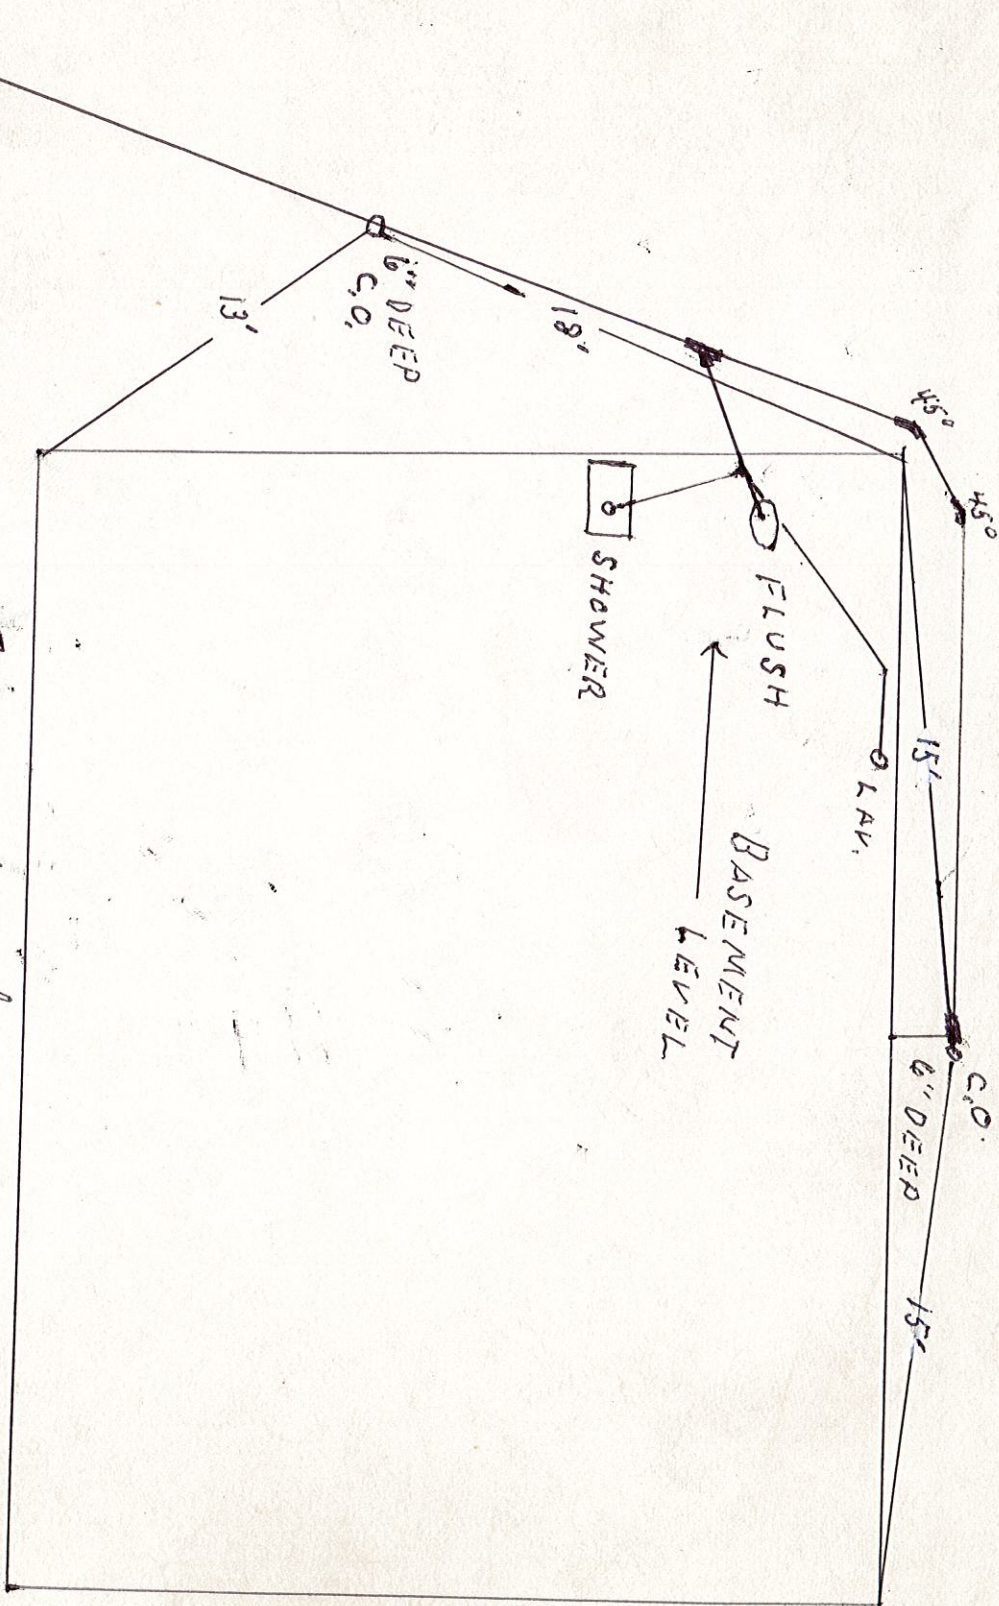 45°
45°
C.O.
6" DEEP
15'
15'
LAV.
FLUSH
BASEMENT
LEVEL
SHOWER
18'
6" DEEP
C.O.
13'